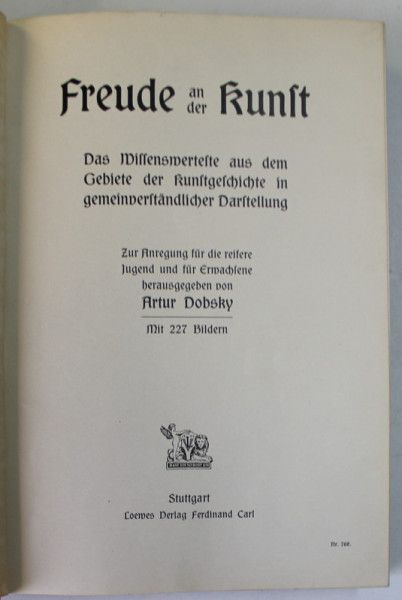 Freude an der Kunſt
Das Wiſſenswerteſte aus dem
Gebiete der Kunſtgeſchichte in
gemeinverſtändlicher Darſtellung
Zur Anregung für die reifere
Jugend und für Erwachſene
herausgegeben von
Artur Dobsky
Mit 227 Bildern
Stuttgart
Loewes Verlag Ferdinand Carl
Nr.